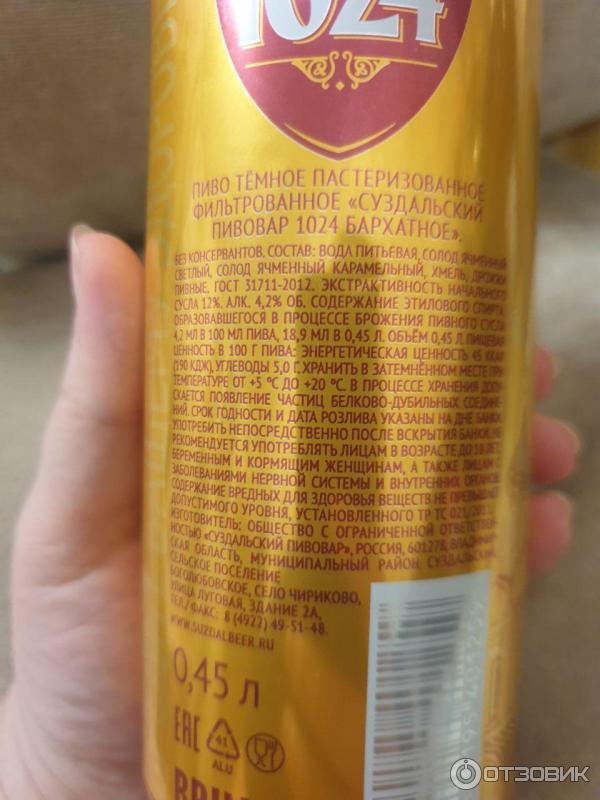 1024
ПИВО ТЁМНОЕ ПАСТЕРИЗОВАННОЕ
ФИЛЬТРОВАННОЕ «СУЗДАЛЬСКИЙ
ПИВОВАР 1024 БАРХАТНОЕ».
БЕЗ КОНСЕРВАНТОВ. СОСТАВ: ВОДА ПИТЬЕВАЯ, СОЛОД ЯЧМЕННЫЙ
СВЕТЛЫЙ, СОЛОД ЯЧМЕННЫЙ КАРАМЕЛЬНЫЙ, ХМЕЛЬ, ДРОЖЖИ
ПИВНЫЕ. ГОСТ 31711-2012. ЭКСТРАКТИВНОСТЬ НАЧАЛЬНОГО
СУСЛА 12%. АЛК. 4,2% ОБ. СОДЕРЖАНИЕ ЭТИЛОВОГО СПИРТА,
ОБРАЗОВАВШЕГОСЯ В ПРОЦЕССЕ БРОЖЕНИЯ ПИВНОГО СУСЛА
4,2 МЛ В 100 МЛ ПИВА, 18,9 МЛ В 0,45 Л. ОБЪЁМ 0,45 Л. ПИЩЕВАЯ
ЦЕННОСТЬ В 100 Г ПИВА: ЭНЕРГЕТИЧЕСКАЯ ЦЕННОСТЬ 45 ККАЛ
(190 КДЖ), УГЛЕВОДЫ 5,0 Г. ХРАНИТЬ В ЗАТЕМНЁННОМ МЕСТЕ ПРИ
ТЕМПЕРАТУРЕ ОТ +5 °С ДО +20 °С. В ПРОЦЕССЕ ХРАНЕНИЯ ДОПУ-
СКАЕТСЯ ПОЯВЛЕНИЕ ЧАСТИЦ БЕЛКОВО-ДУБИЛЬНЫХ СОЕДИНЕ-
НИЙ. СРОК ГОДНОСТИ И ДАТА РОЗЛИВА УКАЗАНЫ НА ДНЕ БАНКИ.
УПОТРЕБИТЬ НЕПОСРЕДСТВЕННО ПОСЛЕ ВСКРЫТИЯ БАНКИ. НЕ
РЕКОМЕНДУЕТСЯ УПОТРЕБЛЯТЬ ЛИЦАМ В ВОЗРАСТЕ ДО 18 ЛЕТ,
БЕРЕМЕННЫМ И КОРМЯЩИМ ЖЕНЩИНАМ, А ТАКЖЕ ЛИЦАМ С
ЗАБОЛЕВАНИЯМИ НЕРВНОЙ СИСТЕМЫ И ВНУТРЕННИХ ОРГАНОВ.
СОДЕРЖАНИЕ ВРЕДНЫХ ДЛЯ ЗДОРОВЬЯ ВЕЩЕСТВ НЕ ПРЕВЫШАЕТ
ДОПУСТИМОГО УРОВНЯ, УСТАНОВЛЕННОГО ТР ТС 021/2011.
ИЗГОТОВИТЕЛЬ: ОБЩЕСТВО С ОГРАНИЧЕННОЙ ОТВЕТСТВЕН-
НОСТЬЮ «СУЗДАЛЬСКИЙ ПИВОВАР», РОССИЯ, 601278, ВЛАДИМИР-
СКАЯ ОБЛАСТЬ, МУНИЦИПАЛЬНЫЙ РАЙОН СУЗДАЛЬСКИЙ,
СЕЛЬСКОЕ ПОСЕЛЕНИЕ
БОГОЛЮБОВСКОЕ, СЕЛО ЧИРИКОВО,
УЛИЦА ЛУГОВАЯ, ЗДАНИЕ 2А,
ТЕЛ./ФАКС: 8 (4922) 49-51-48.
WWW.SUZDALBEER.RU
0,45 л
ЕАС
41
ALU
ОТЗОВИК